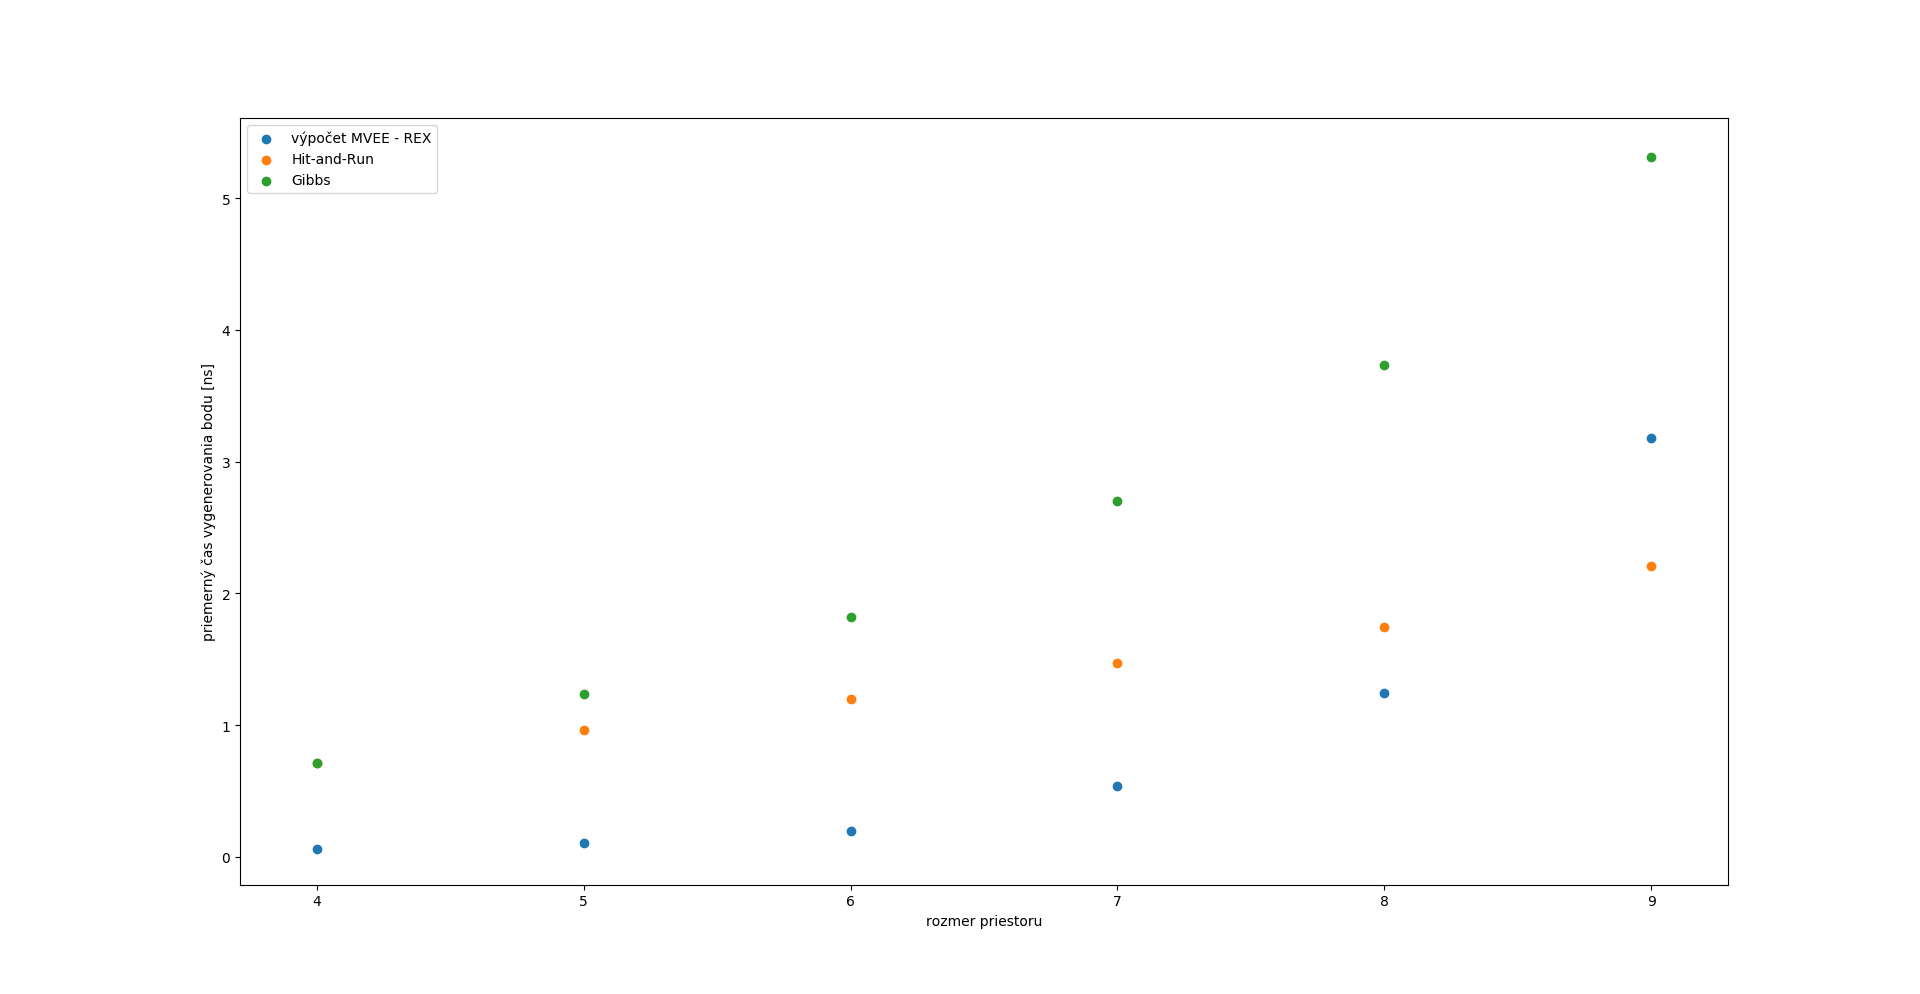 výpočet MVEE - REX
Hit-and-Run
Gibbs
priemerný čas vygenerovania bodu [ns]
5
4
3
2
1
0
4 5 6 7 8 9
rozmer priestoru